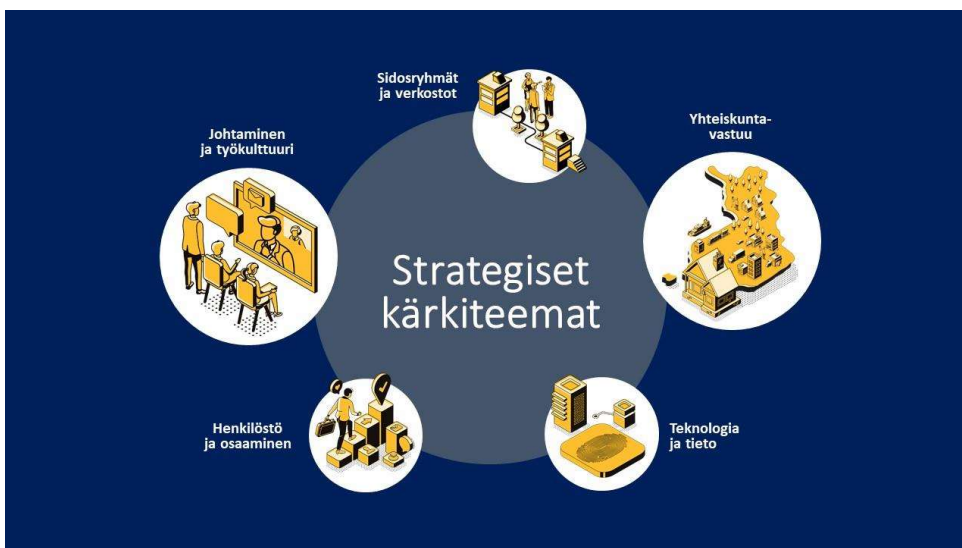 Sidosryhmät
ja verkostot
Yhteiskunta-
vastuu
Johtaminen
ja työkulttuuri
Strategiset
kärkiteemat
Henkilöstö
ja osaaminen
Teknologia
ja tieto